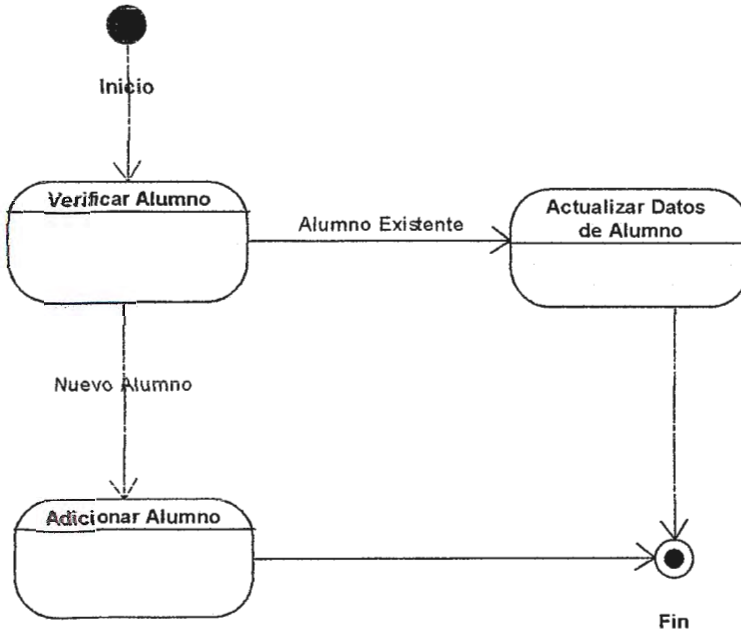 Inicio
Verificar Alumno
Alumno Existente
Actualizar Datos
de Alumno
Nuevo Alumno
Adicionar Alumno
Fin